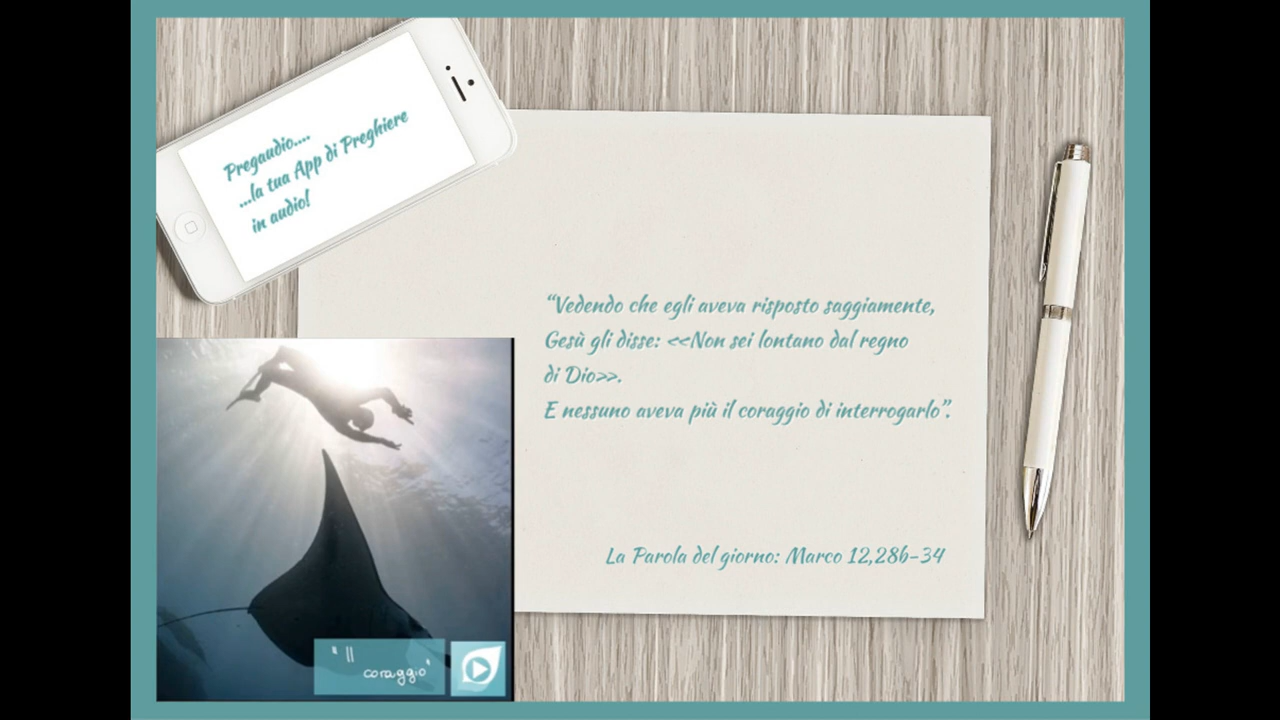 Pregaudio....
...la tua App di Preghiere
in audio!
“Vedendo che egli aveva risposto saggiamente,
Gesù gli disse: <<Non sei lontano dal regno
di Dio>>.
E nessuno aveva più il coraggio di interrogarlo”.
La Parola del giorno: Marco 12,28b-34
"Il
coraggio"